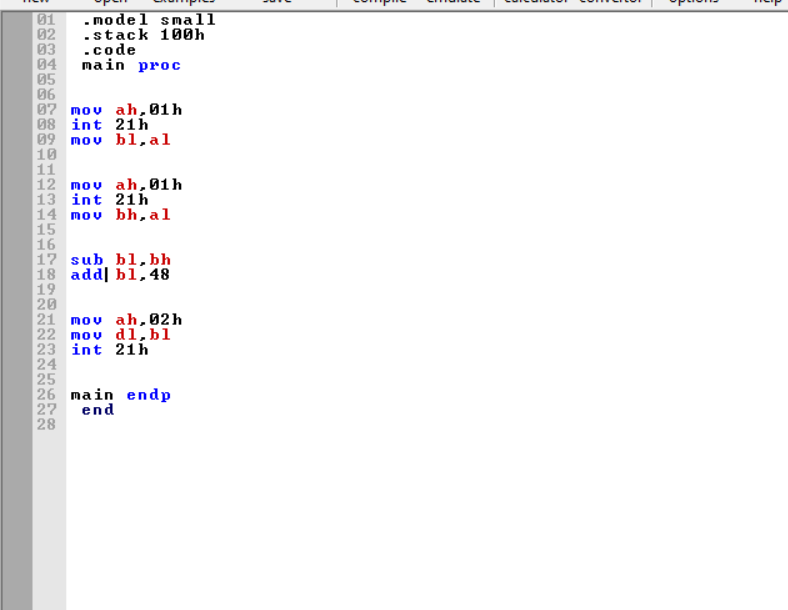 new open examples save compile emulate calculator convertor options help
01 .model small
02 .stack 100h
03 .code
04 main proc
05
06
07 mov ah,01h
08 int 21h
09 mov bl,al
10
11
12 mov ah,01h
13 int 21h
14 mov bh,al
15
16
17 sub bl,bh
18 add bl,48
19
20
21 mov ah,02h
22 mov dl,bl
23 int 21h
24
25
26 main endp
27 end
28